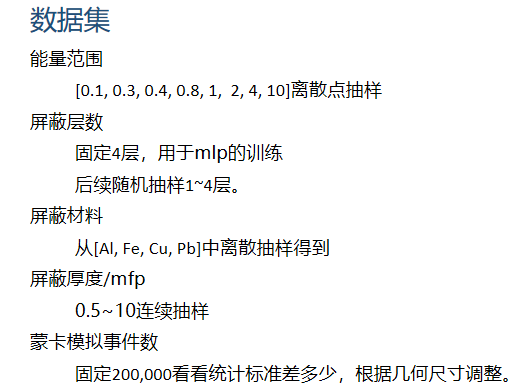 数据集
能量范围
[0.1, 0.3, 0.4, 0.8, 1, 2, 4, 10]离散点抽样
屏蔽层数
固定4层，用于mlp的训练
后续随机抽样1~4层。
屏蔽材料
从[Al, Fe, Cu, Pb]中离散抽样得到
屏蔽厚度/mfp
0.5~10连续抽样
蒙卡模拟事件数
固定200,000看看统计标准差多少，根据几何尺寸调整。